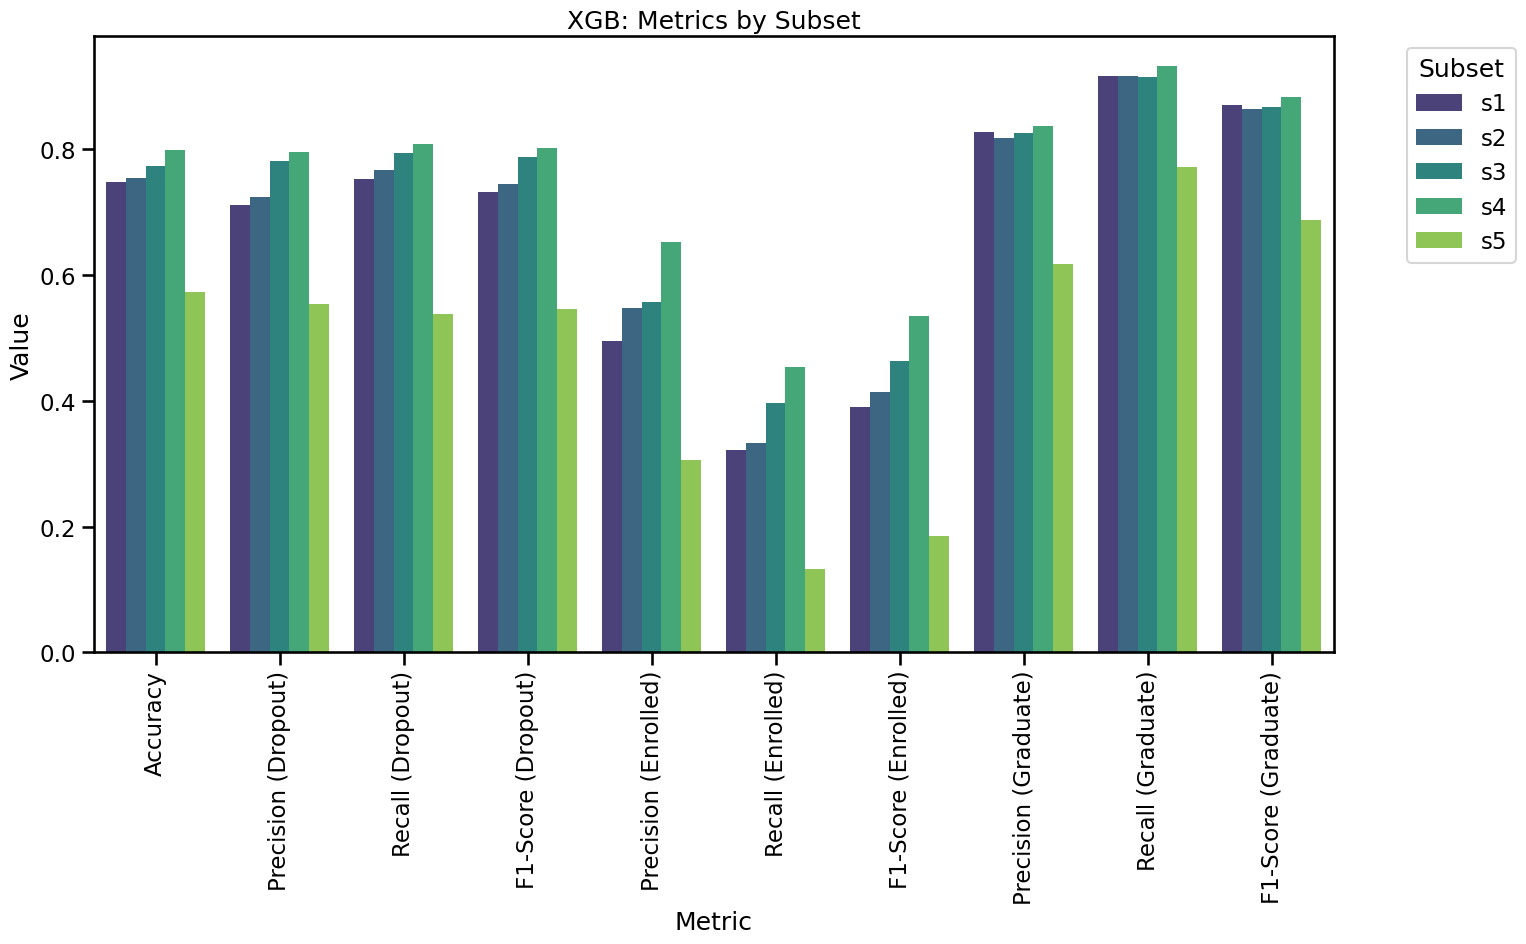 XGB: Metrics by Subset
Subset
s1
s2
s3
s4
s5
Value
0.8
0.6
0.4
0.2
0.0
Accuracy
Precision (Dropout)
Recall (Dropout)
F1-Score (Dropout)
Precision (Enrolled)
Recall (Enrolled)
F1-Score (Enrolled)
Precision (Graduate)
Recall (Graduate)
F1-Score (Graduate)
Metric